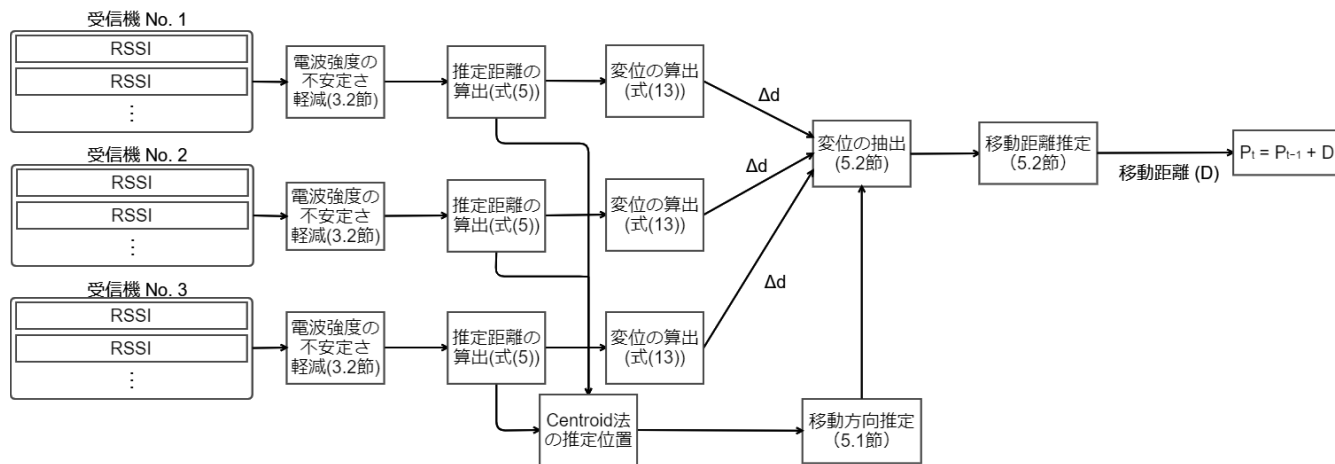 受信機 No. 1
RSSI
RSSI
⋮
電波強度の
不安定さ
軽減(3.2節)
推定距離の
算出(式(5))
変位の算出
(式(13))
Δd
受信機 No. 2
RSSI
RSSI
⋮
電波強度の
不安定さ
軽減(3.2節)
推定距離の
算出(式(5))
変位の算出
(式(13))
Δd
受信機 No. 3
RSSI
RSSI
⋮
電波強度の
不安定さ
軽減(3.2節)
推定距離の
算出(式(5))
変位の算出
(式(13))
Δd
Centroid法
の推定位置
移動方向推定
（5.1節）
変位の抽出
(5.2節)
移動距離推定
（5.2節）
移動距離 (D)
Pₜ = Pₜ₋₁ + D